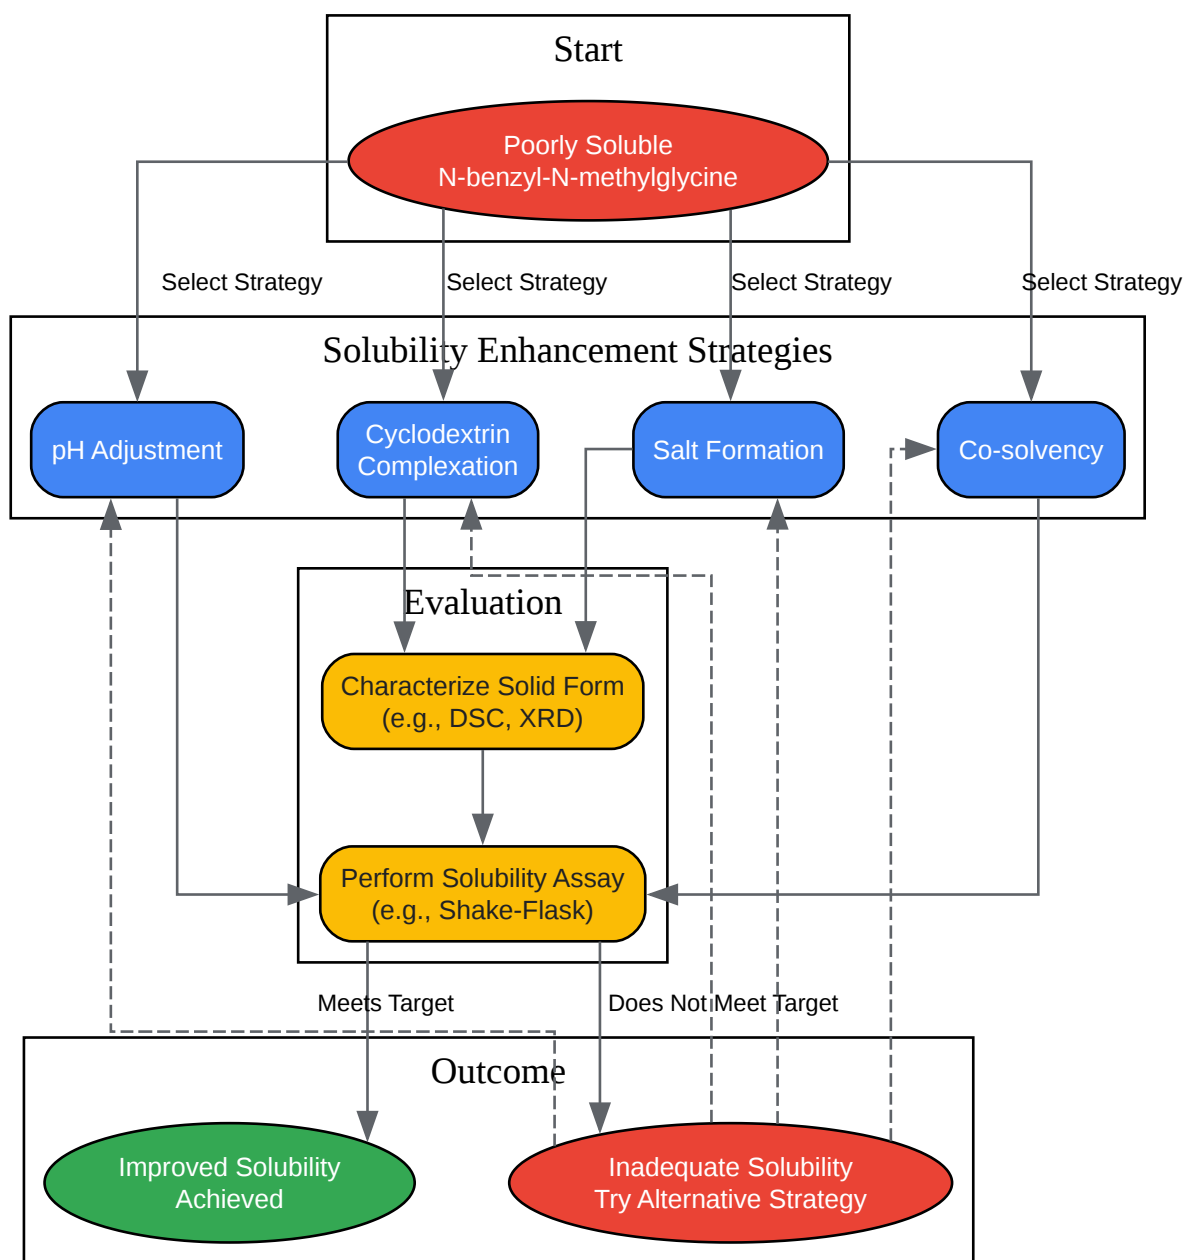 Start
Poorly Soluble
N-benzyl-N-methylglycine
Select Strategy
Select Strategy
Select Strategy
Select Strategy
Solubility Enhancement Strategies
pH Adjustment
Cyclodextrin
Complexation
Salt Formation
Co-solvency
Evaluation
Characterize Solid Form
(e.g., DSC, XRD)
Perform Solubility Assay
(e.g., Shake-Flask)
Meets Target
Does Not Meet Target
Outcome
Improved Solubility
Achieved
Inadequate Solubility
Try Alternative Strategy